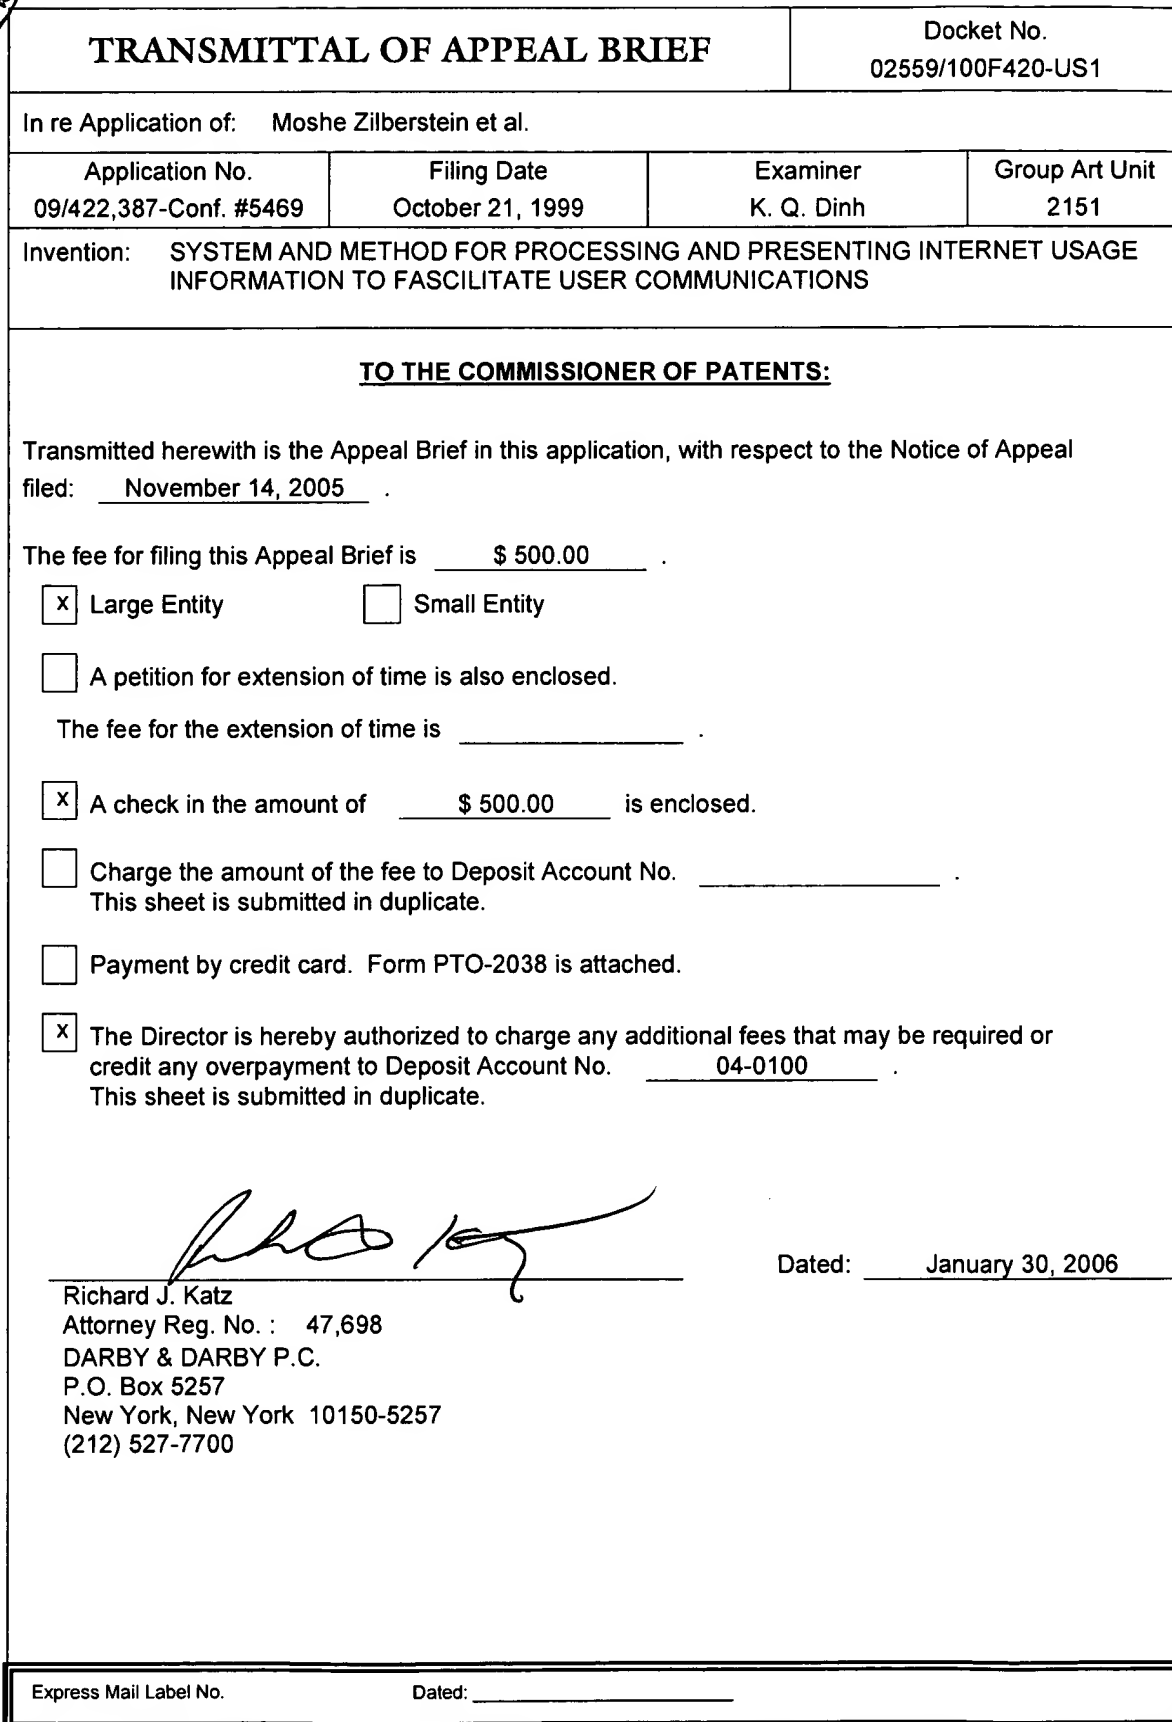 TRANSMITTAL OF APPEAL BRIEF
Docket No.
02559/100F420-US1
In re Application of: Moshe Zilberstein et al.
Application No.
09/422,387-Conf. #5469
Filing Date
October 21, 1999
Examiner
K. Q. Dinh
Group Art Unit
2151
Invention: SYSTEM AND METHOD FOR PROCESSING AND PRESENTING INTERNET USAGE
INFORMATION TO FASCILITATE USER COMMUNICATIONS
TO THE COMMISSIONER OF PATENTS:
Transmitted herewith is the Appeal Brief in this application, with respect to the Notice of Appeal
filed: November 14, 2005 .
The fee for filing this Appeal Brief is $ 500.00 .
x Large Entity Small Entity
A petition for extension of time is also enclosed.
The fee for the extension of time is .
x A check in the amount of $ 500.00 is enclosed.
Charge the amount of the fee to Deposit Account No. .
This sheet is submitted in duplicate.
Payment by credit card. Form PTO-2038 is attached.
x The Director is hereby authorized to charge any additional fees that may be required or
credit any overpayment to Deposit Account No. 04-0100 .
This sheet is submitted in duplicate.
Dated: January 30, 2006
Richard J. Katz
Attorney Reg. No. : 47,698
DARBY & DARBY P.C.
P.O. Box 5257
New York, New York 10150-5257
(212) 527-7700
Express Mail Label No. Dated: